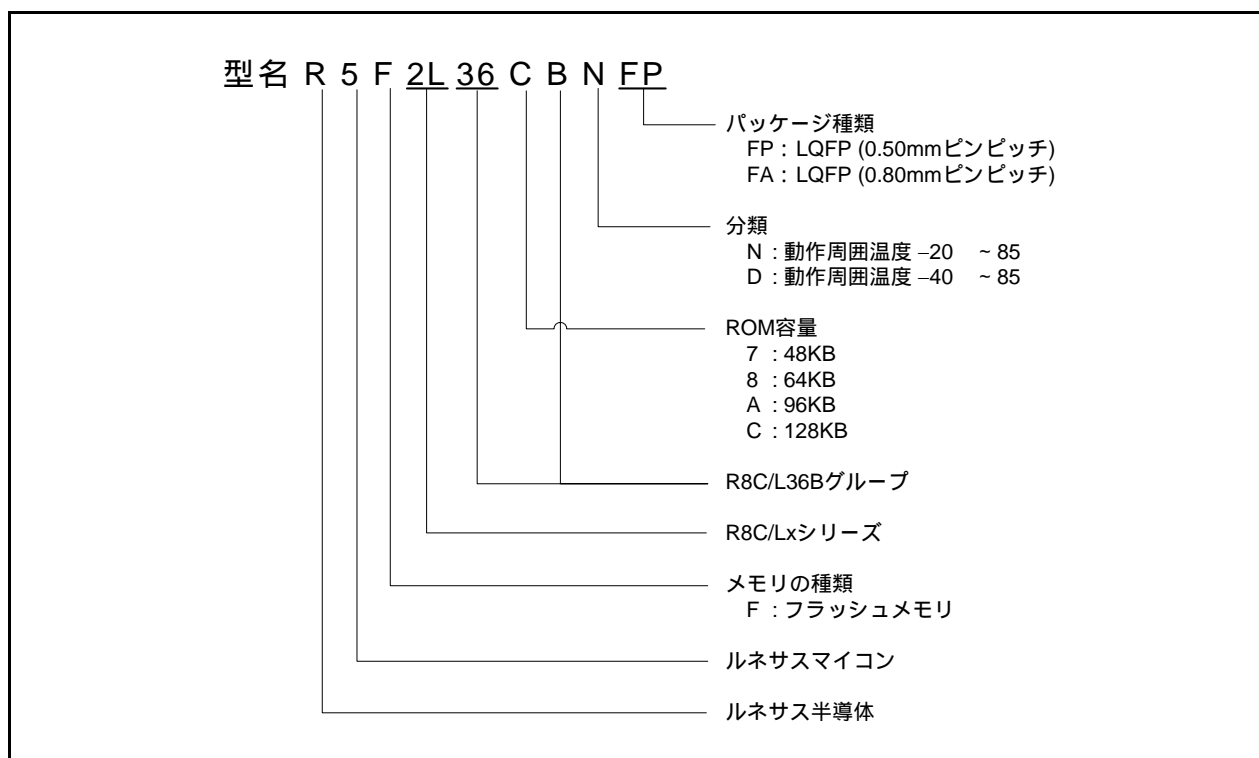 型名 R 5 F 2L 36 C B N FP
パッケージ種類
FP : LQFP (0.50mmピンピッチ)
FA : LQFP (0.80mmピンピッチ)
分類
N : 動作周囲温度 –20 ~ 85
D : 動作周囲温度 –40 ~ 85
ROM容量
7 : 48KB
8 : 64KB
A : 96KB
C : 128KB
R8C/L36Bグループ
R8C/Lxシリーズ
メモリの種類
F : フラッシュメモリ
ルネサスマイコン
ルネサス半導体